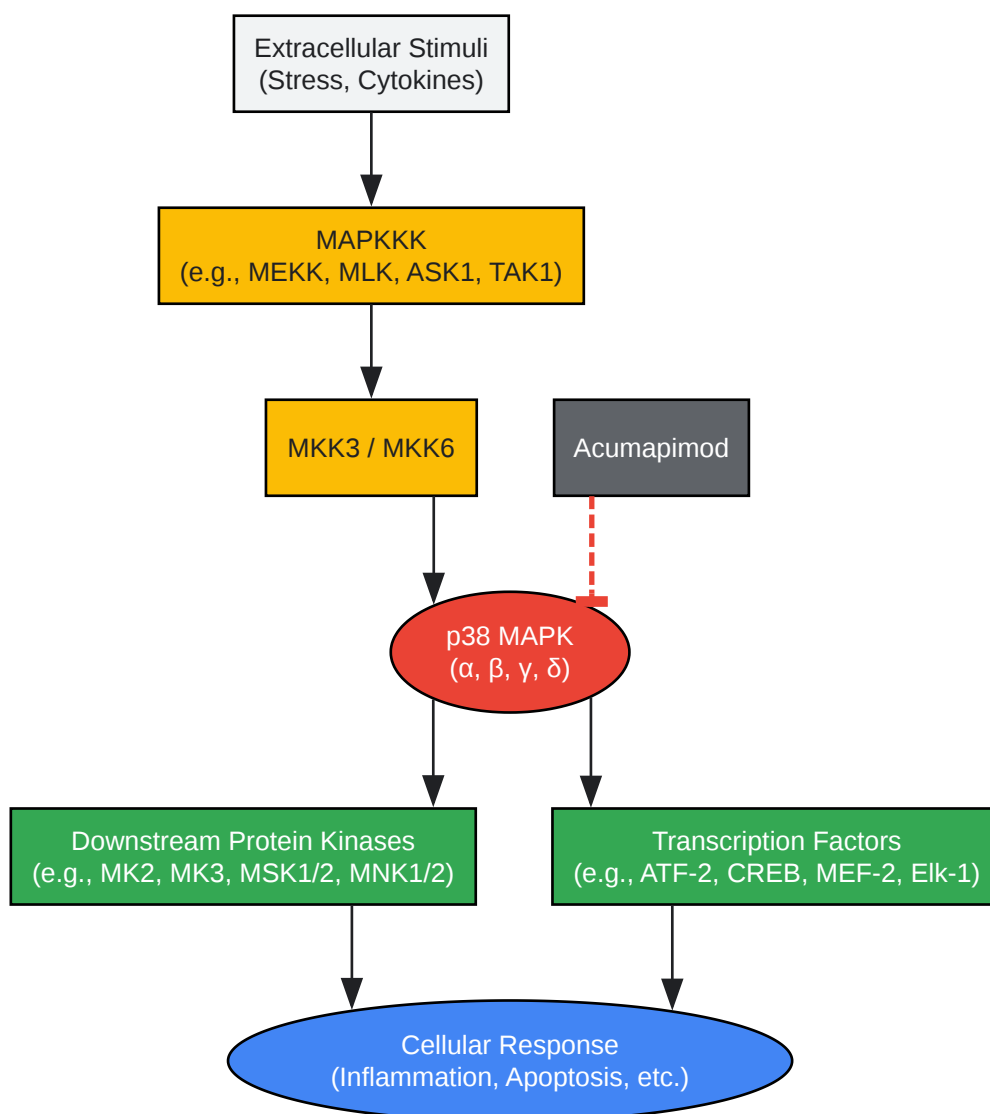 Extracellular Stimuli
(Stress, Cytokines)
MAPKKK
(e.g., MEKK, MLK, ASK1, TAK1)
MKK3 / MKK6
Acumapimod
p38 MAPK
(α, β, γ, δ)
Downstream Protein Kinases
(e.g., MK2, MK3, MSK1/2, MNK1/2)
Transcription Factors
(e.g., ATF-2, CREB, MEF-2, Elk-1)
Cellular Response
(Inflammation, Apoptosis, etc.)